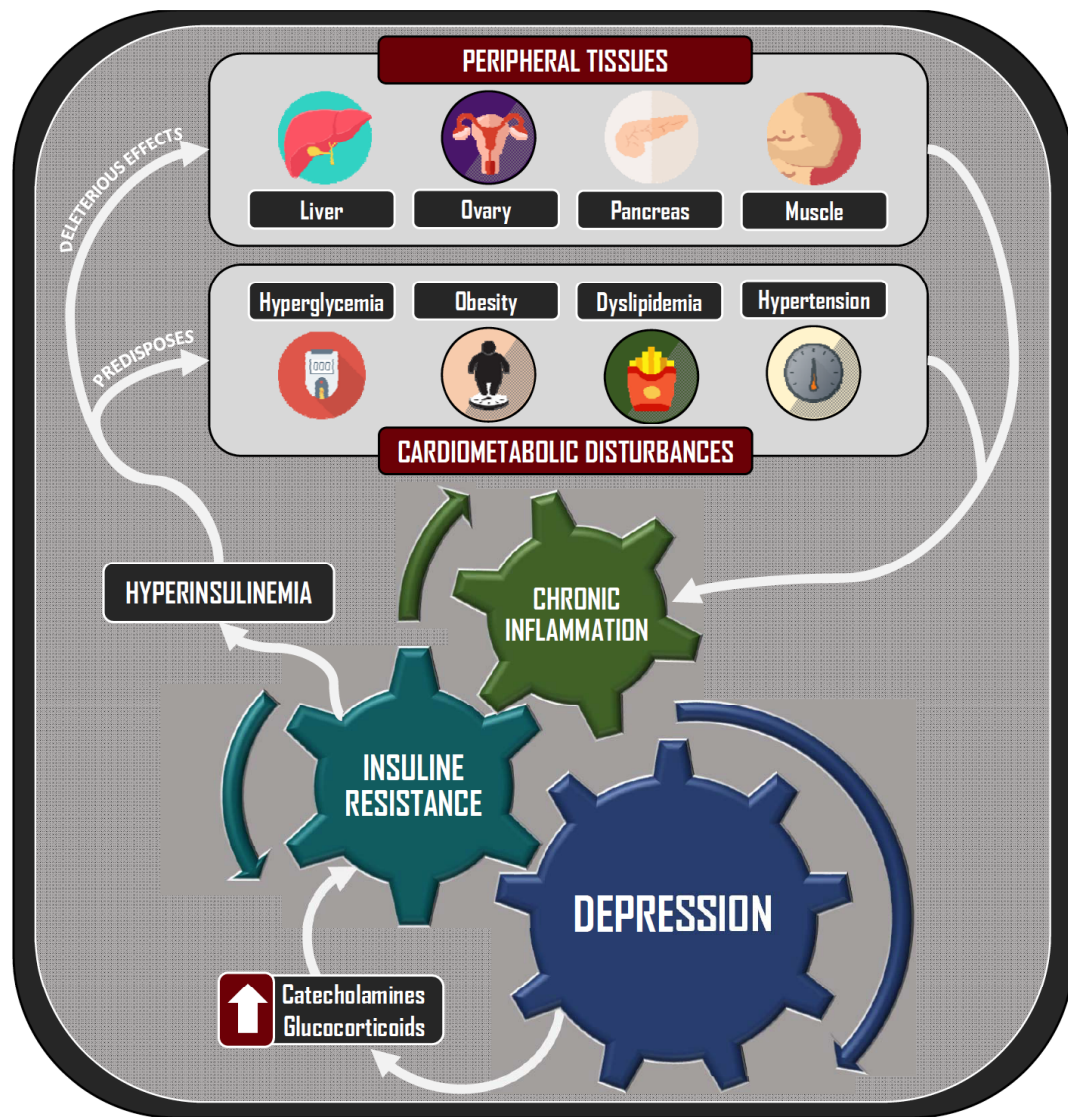 PERIPHERAL TISSUES
Liver
Ovary
Pancreas
Muscle
DELETERIOUS EFFECTS
Hyperglycemia
Obesity
Dyslipidemia
Hypertension
PREDISPOSES
CARDIOMETABOLIC DISTURBANCES
HYPERINSULINEMIA
CHRONIC
INFLAMMATION
INSULINE
RESISTANCE
DEPRESSION
Catecholamines
Glucocorticoids